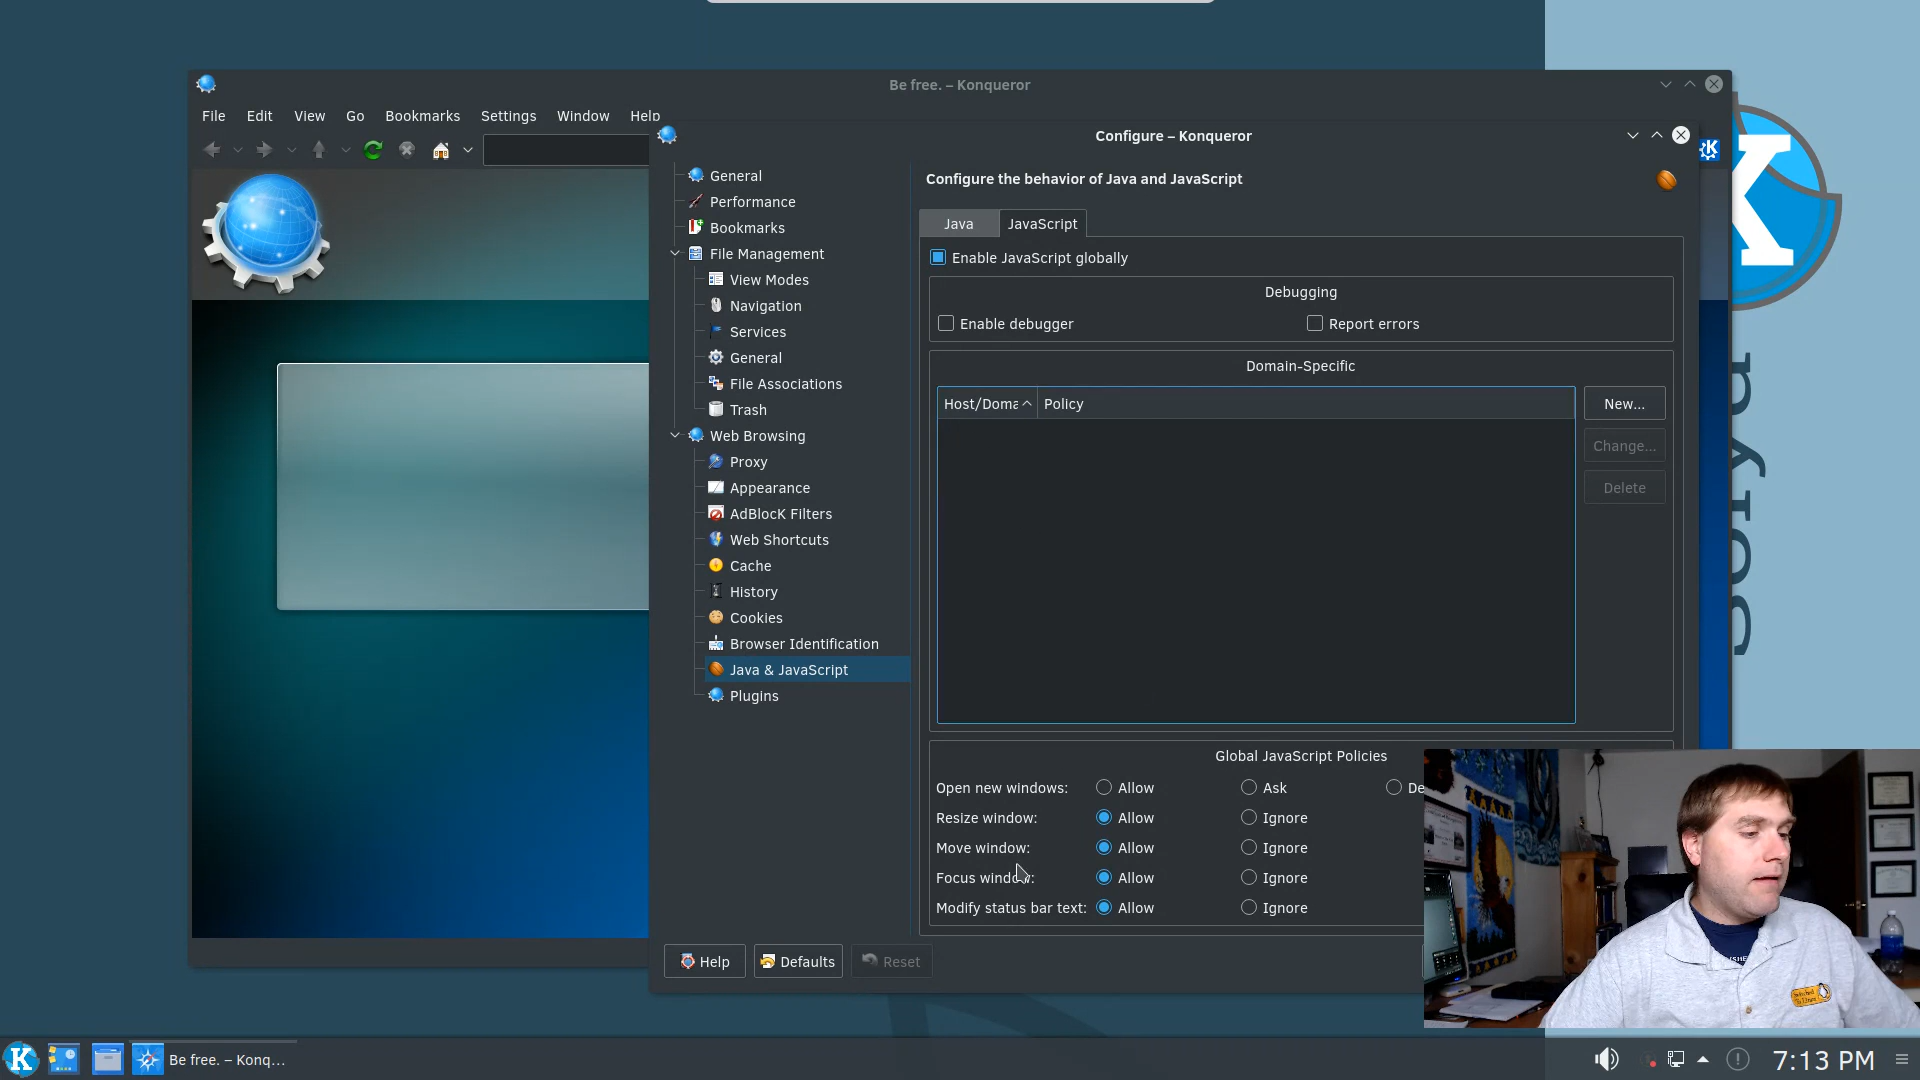 Be free. – Konqueror
File Edit View Go Bookmarks Settings Window Help
Configure – Konqueror
General
Performance
Bookmarks
File Management
View Modes
Navigation
Services
General
File Associations
Trash
Web Browsing
Proxy
Appearance
AdBlocK Filters
Web Shortcuts
Cache
History
Cookies
Browser Identification
Java & JavaScript
Plugins
Configure the behavior of Java and JavaScript
Java JavaScript
Enable JavaScript globally
Debugging
Enable debugger Report errors
Domain-Specific
Host/Doma Policy
New...
Change...
Delete
Global JavaScript Policies
Open new windows: Allow Ask De
Resize window: Allow Ignore
Move window: Allow Ignore
Focus window: Allow Ignore
Modify status bar text: Allow Ignore
Help Defaults Reset
K
K
Be free. – Konq...
7:13 PM